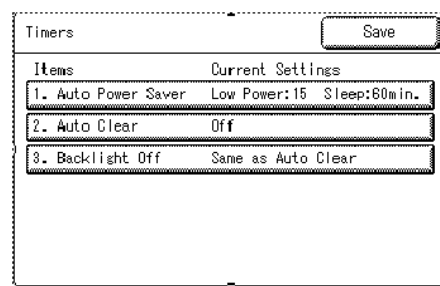 Timers Save
Items Current Settings
1. Auto Power Saver Low Power:15 Sleep:60min.
2. Auto Clear Off
3. Backlight Off Same as Auto Clear